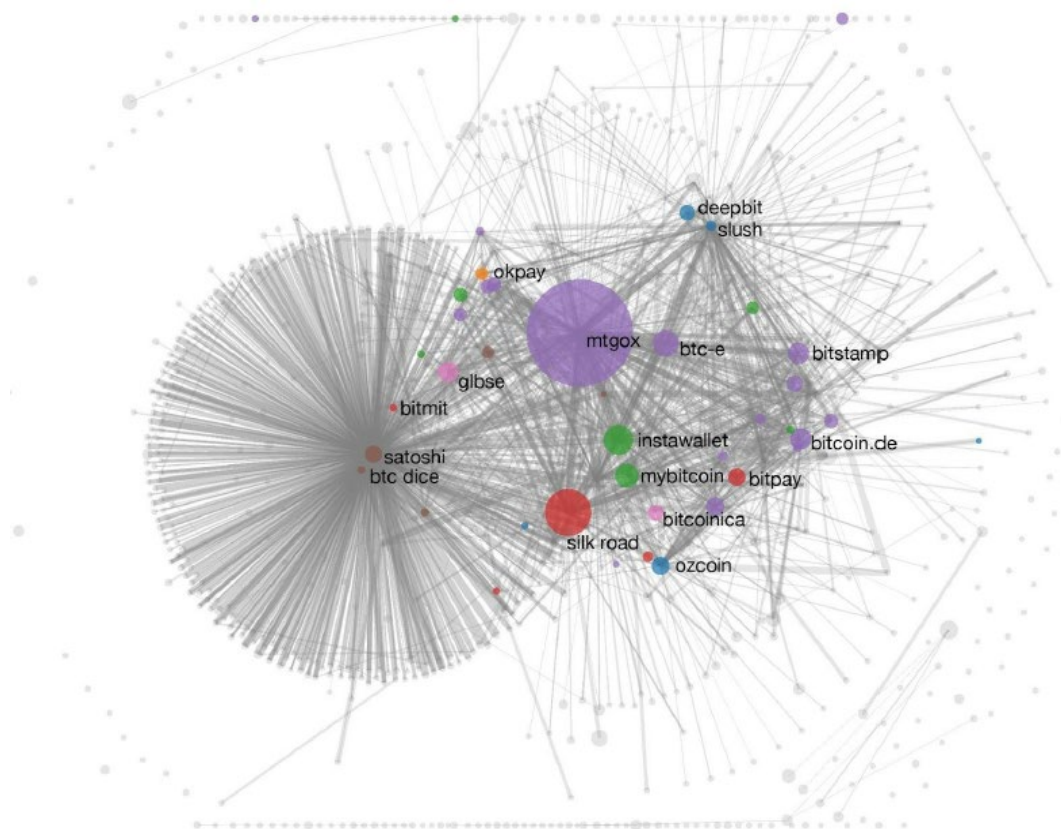 deepbit
slush
okpay
mtgox
btc-e
bitstamp
glbse
bitmit
instawallet
bitcoin.de
satoshi
btc dice
mybitcoin
bitpay
bitcoinica
silk road
ozcoin